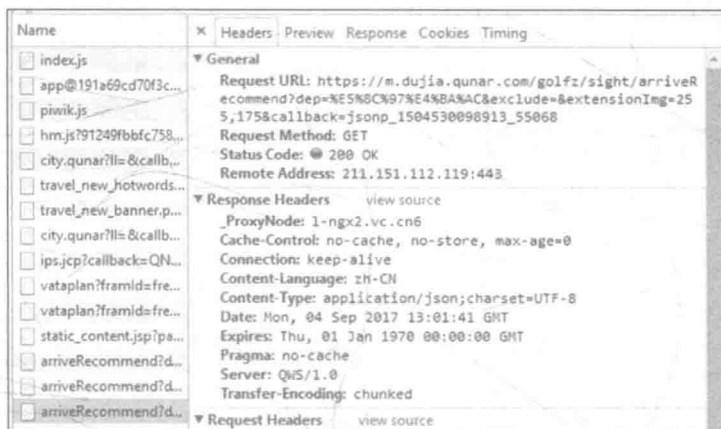 Name
index.js
app@191a69cd70f3c...
piwik.js
hm.js?91249fbbfc758...
city.qunar?ll=&callb...
travel_new_hotwords...
travel_new_banner.p...
city.qunar?ll=&callb...
ips.jcp?callback=QN...
vataplan?framId=fre...
vataplan?framId=fre...
static_content.jsp?pa...
arriveRecommend?d...
arriveRecommend?d...
arriveRecommend?d...
× Headers Preview Response Cookies Timing
▼ General
Request URL: https://m.dujia.qunar.com/golfz/sight/arriveR
ecommend?dep=%E5%8C%97%E4%BA%AC&exclude=&extensionImg=25
5,175&callback=jsonp_1504530098913_55068
Request Method: GET
Status Code: 200 OK
Remote Address: 211.151.112.119:443
▼ Response Headers view source
_ProxyNode: l-ngx2.vc.cn6
Cache-Control: no-cache, no-store, max-age=0
Connection: keep-alive
Content-Language: zh-CN
Content-Type: application/json;charset=UTF-8
Date: Mon, 04 Sep 2017 13:01:41 GMT
Expires: Thu, 01 Jan 1970 00:00:00 GMT
Pragma: no-cache
Server: QWS/1.0
Transfer-Encoding: chunked
▼ Request Headers view source